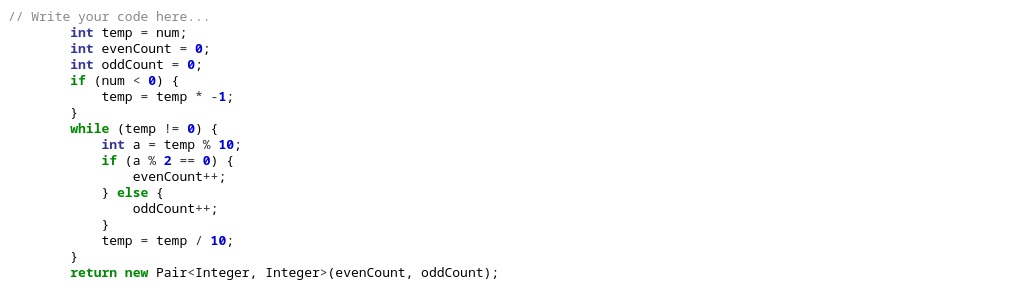 // Write your code here...
        int temp = num;
        int evenCount = 0;
        int oddCount = 0;
        if (num < 0) {
            temp = temp * -1;
        }
        while (temp != 0) {
            int a = temp % 10;
            if (a % 2 == 0) {
                evenCount++;
            } else {
                oddCount++;
            }
            temp = temp / 10;
        }
        return new Pair<Integer, Integer>(evenCount, oddCount);